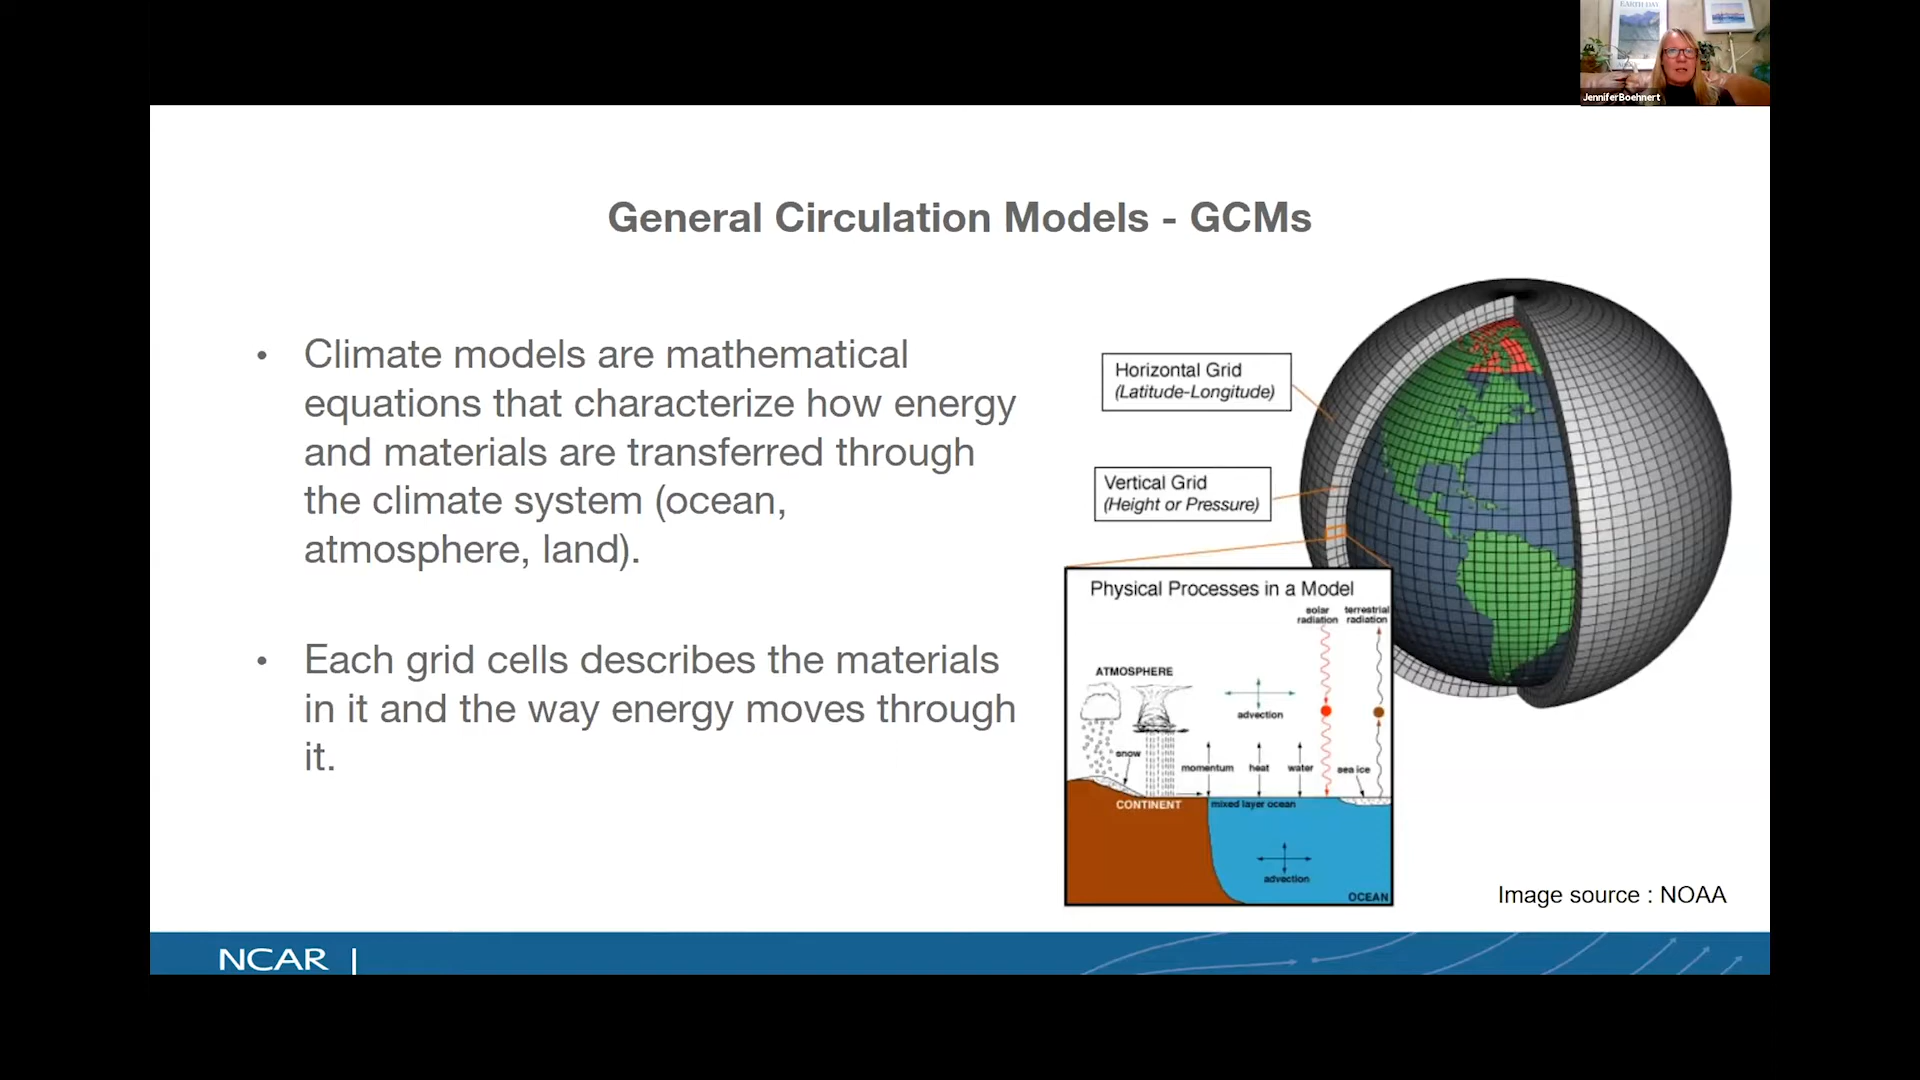 EARTH DAY
JenniferBoehnert
General Circulation Models - GCMs
• Climate models are mathematical
equations that characterize how energy
and materials are transferred through
the climate system (ocean,
atmosphere, land).
• Each grid cells describes the materials
in it and the way energy moves through
it.
Horizontal Grid
(Latitude-Longitude)
Vertical Grid
(Height or Pressure)
Physical Processes in a Model
solar
radiation
terrestrial
radiation
ATMOSPHERE
advection
snow
momentum
heat
water
sea ice
CONTINENT
mixed layer ocean
advection
OCEAN
Image source : NOAA
NCAR |